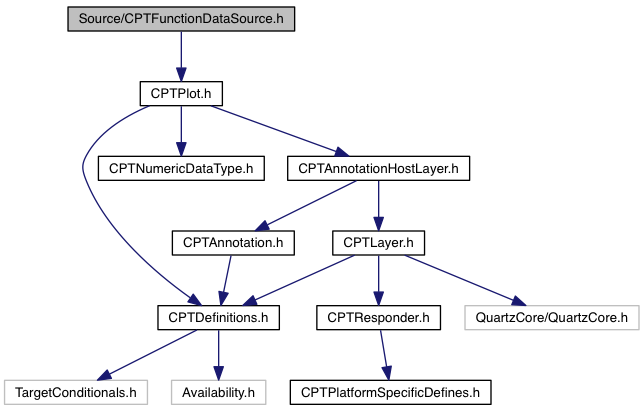 Source/CPTFunctionDataSource.h
CPTPlot.h
CPTNumericDataType.h
CPTAnnotationHostLayer.h
CPTAnnotation.h
CPTLayer.h
CPTDefinitions.h
CPTResponder.h
QuartzCore/QuartzCore.h
TargetConditionals.h
Availability.h
CPTPlatformSpecificDefines.h